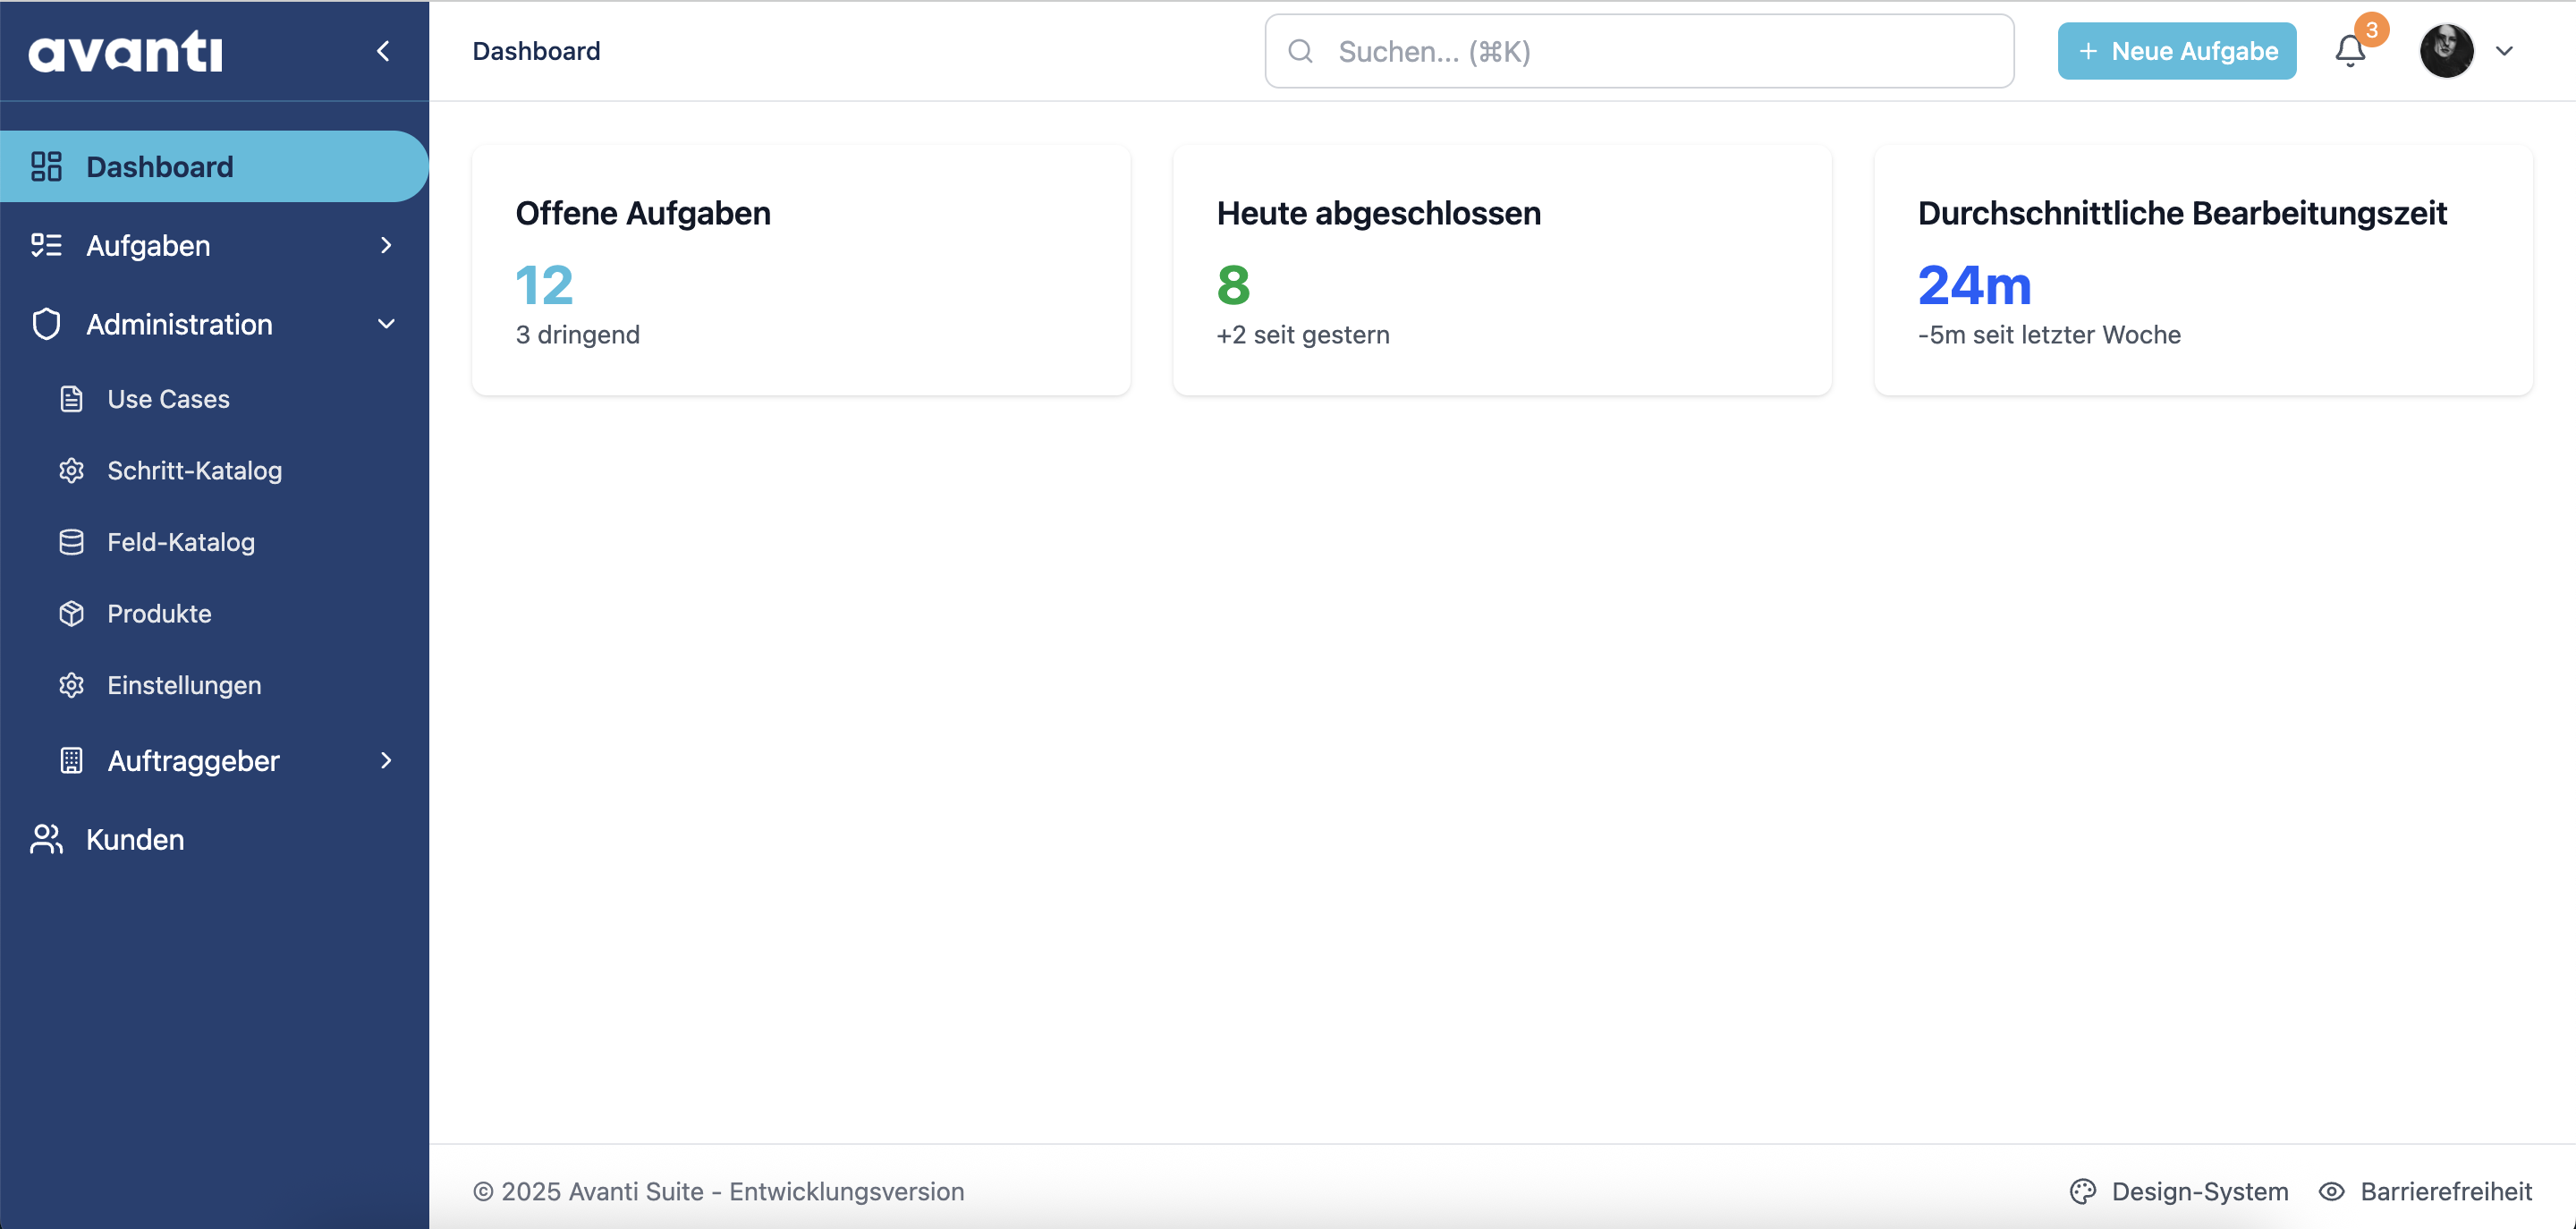 avanti
Dashboard
Aufgaben
Administration
Use Cases
Schritt-Katalog
Feld-Katalog
Produkte
Einstellungen
Auftraggeber
Kunden
Dashboard
Suchen... (⌘K)
+ Neue Aufgabe
3
Offene Aufgaben
12
3 dringend
Heute abgeschlossen
8
+2 seit gestern
Durchschnittliche Bearbeitungszeit
24m
-5m seit letzter Woche
© 2025 Avanti Suite - Entwicklungsversion
Design-System
Barrierefreiheit